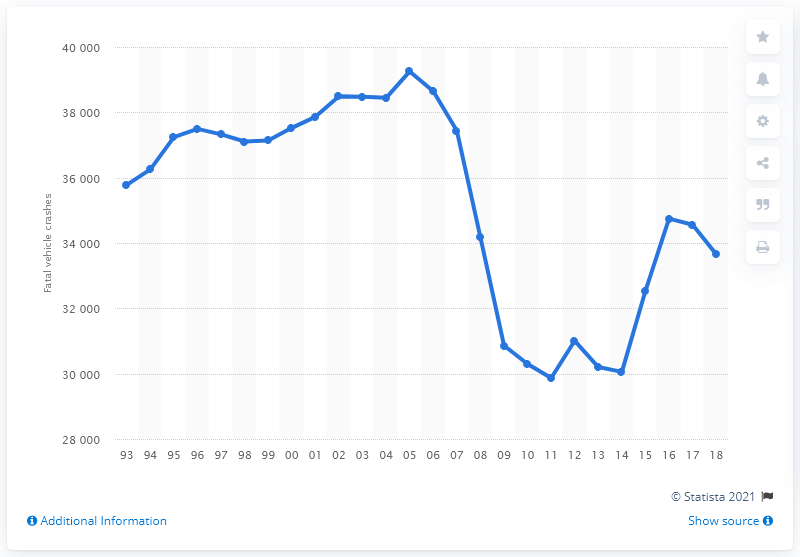 40 000
38 000
36 000
34 000
32 000
30 000
28 000
Fatal vehicle crashes
93 94 95 96 97 98 99 00 01 02 03 04 05 06 07 08 09 10 11 12 13 14 15 16 17 18
© Statista 2021
Additional Information
Show source